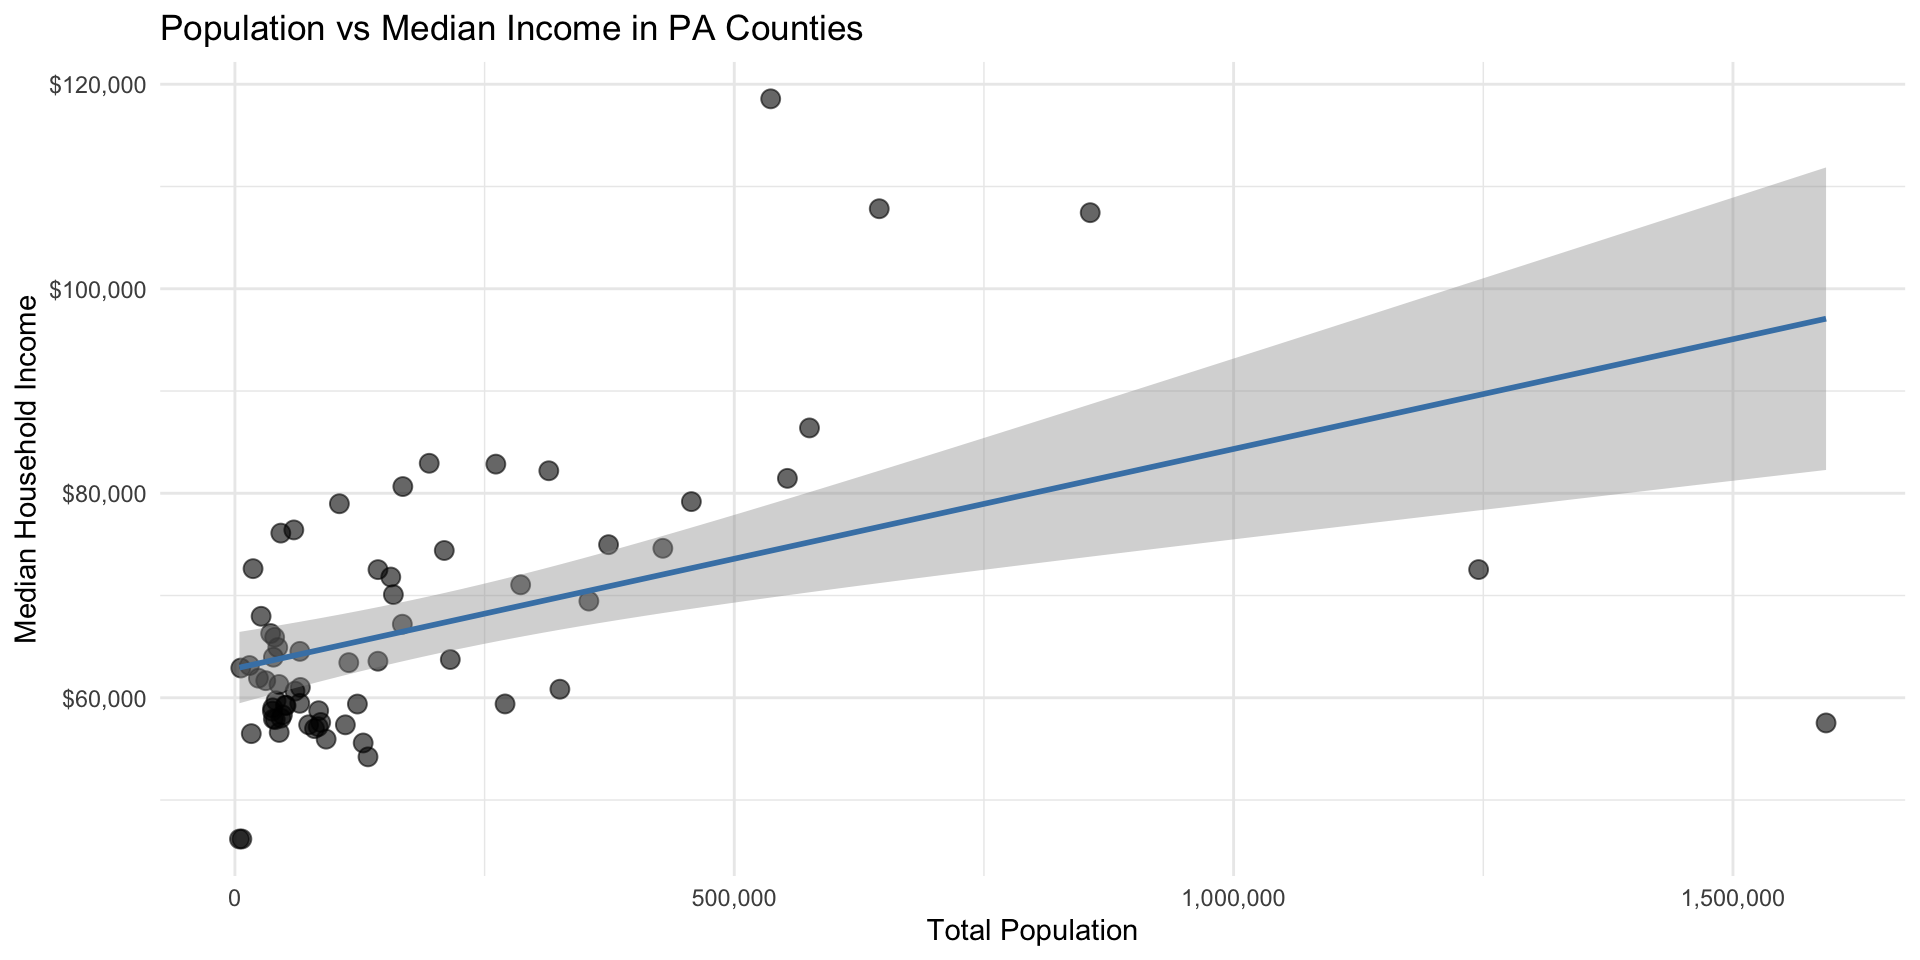 Population vs Median Income in PA Counties
$120,000
$100,000
$80,000
$60,000
Median Household Income
0
500,000
1,000,000
1,500,000
Total Population